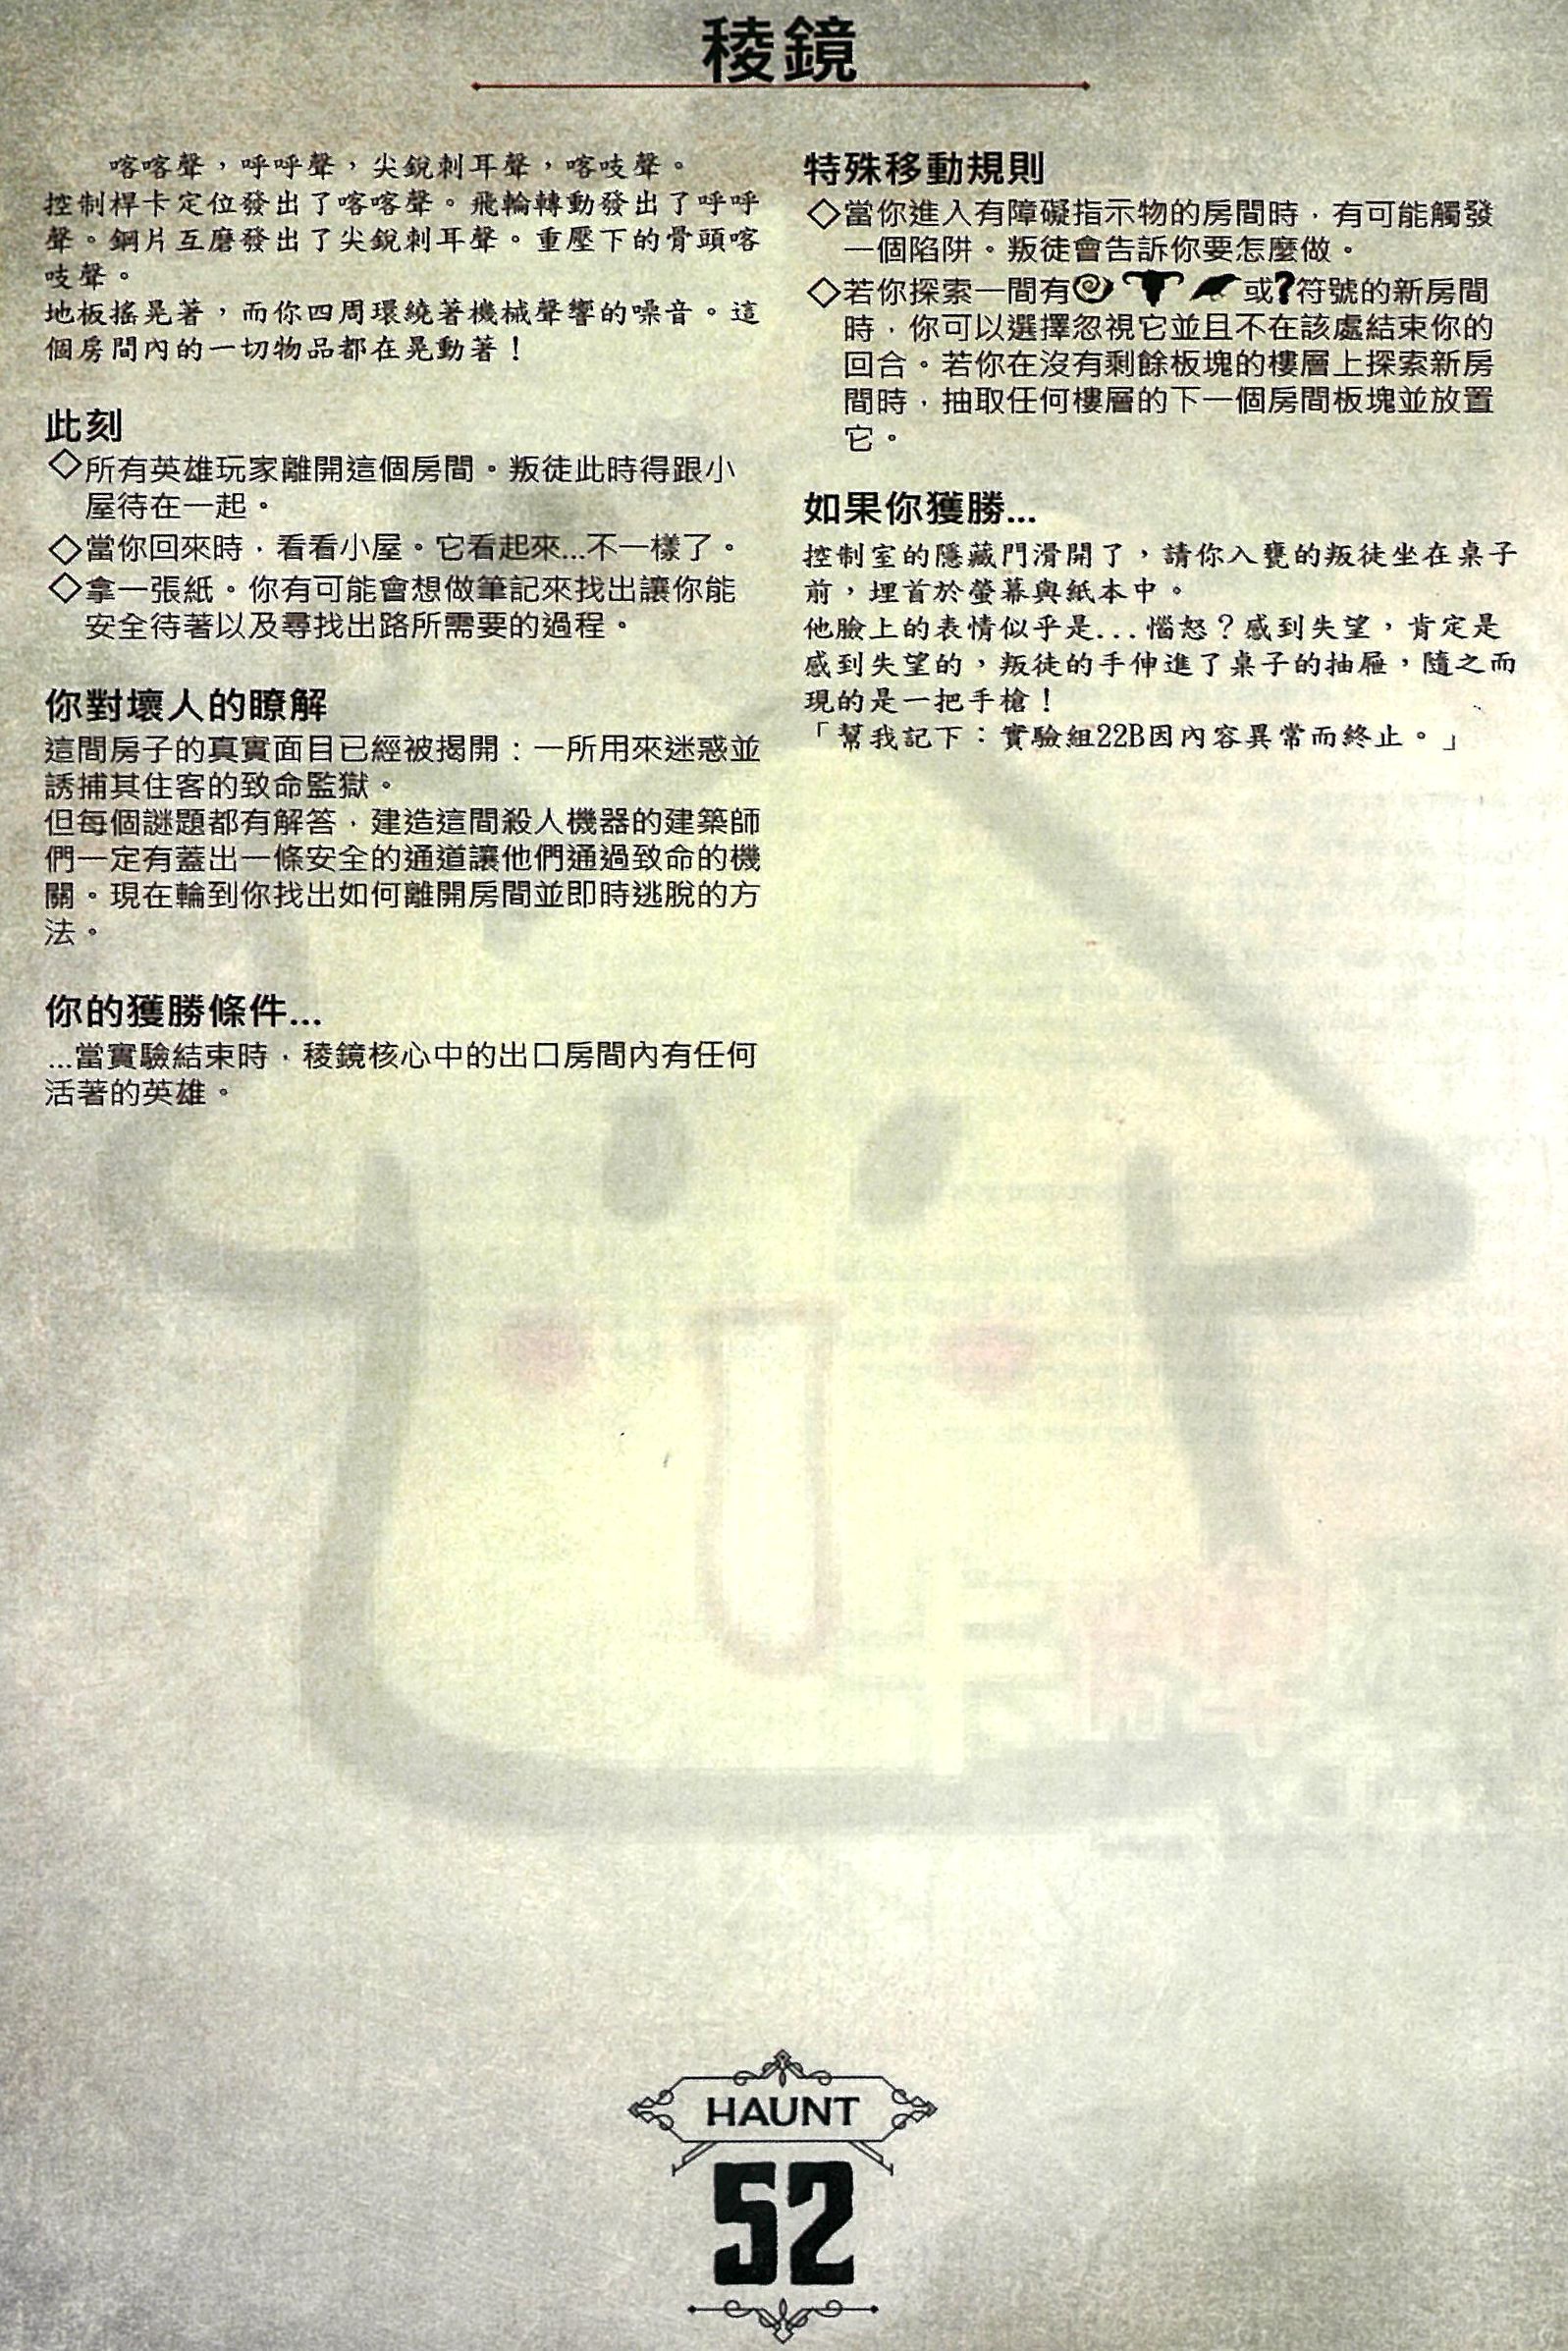 稜鏡
喀喀聲，呼呼聲，尖銳刺耳聲，喀吱聲。
控制桿卡定位發出了喀喀聲。飛輪轉動發出了呼呼
聲。鋼片互磨發出了尖銳刺耳聲。重壓下的骨頭喀
吱聲。
地板搖晃著，而你四周環繞著機械聲響的噪音。這
個房間內的一切物品都在晃動著！
此刻
◇所有英雄玩家離開這個房間。叛徒此時得跟小
屋待在一起。
◇當你回來時，看看小屋。它看起來...不一樣了。
◇拿一張紙。你有可能會想做筆記來找出讓你能
安全待著以及尋找出路所需要的過程。
你對壞人的瞭解
這間房子的真實面目已經被揭開：一所用來迷惑並
誘捕其住客的致命監獄。
但每個謎題都有解答，建造這間殺人機器的建築師
們一定有蓋出一條安全的通道讓他們通過致命的機
關。現在輪到你找出如何離開房間並即時逃脫的方
法。
你的獲勝條件...
...當實驗結束時，稜鏡核心中的出口房間內有任何
活著的英雄。
特殊移動規則
◇當你進入有障礙指示物的房間時，有可能觸發
一個陷阱。叛徒會告訴你要怎麼做。
◇若你探索一間有或?符號的新房間
時，你可以選擇忽視它並且不在該處結束你的
回合。若你在沒有剩餘板塊的樓層上探索新房
間時，抽取任何樓層的下一個房間板塊並放置
它。
如果你獲勝...
控制室的隱藏門滑開了，請你入甕的叛徒坐在桌子
前，埋首於螢幕與紙本中。
他臉上的表情似乎是...惱怒？感到失望，肯定是
感到失望的，叛徒的手伸進了桌子的抽屜，隨之而
現的是一把手槍！
「幫我記下：實驗組22B因內容異常而終止。」
HAUNT
52